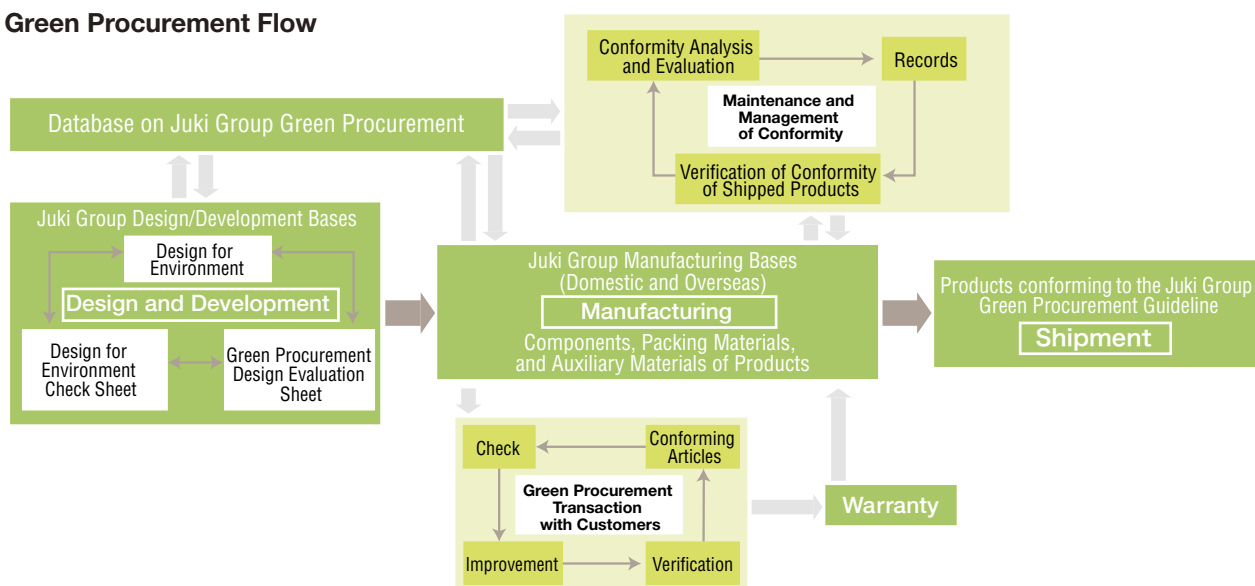 Green Procurement Flow
Conformity Analysis
and Evaluation
Records
Maintenance and
Management
of Conformity
Verification of Conformity
of Shipped Products
Database on Juki Group Green Procurement
Juki Group Design/Development Bases
Design for
Environment
Design and Development
Design for
Environment
Check Sheet
Green Procurement
Design Evaluation
Sheet
Juki Group Manufacturing Bases
(Domestic and Overseas)
Manufacturing
Components, Packing Materials,
and Auxiliary Materials of Products
Products conforming to the Juki Group
Green Procurement Guideline
Shipment
Check
Conforming
Articles
Green Procurement
Transaction
with Customers
Improvement
Verification
Warranty